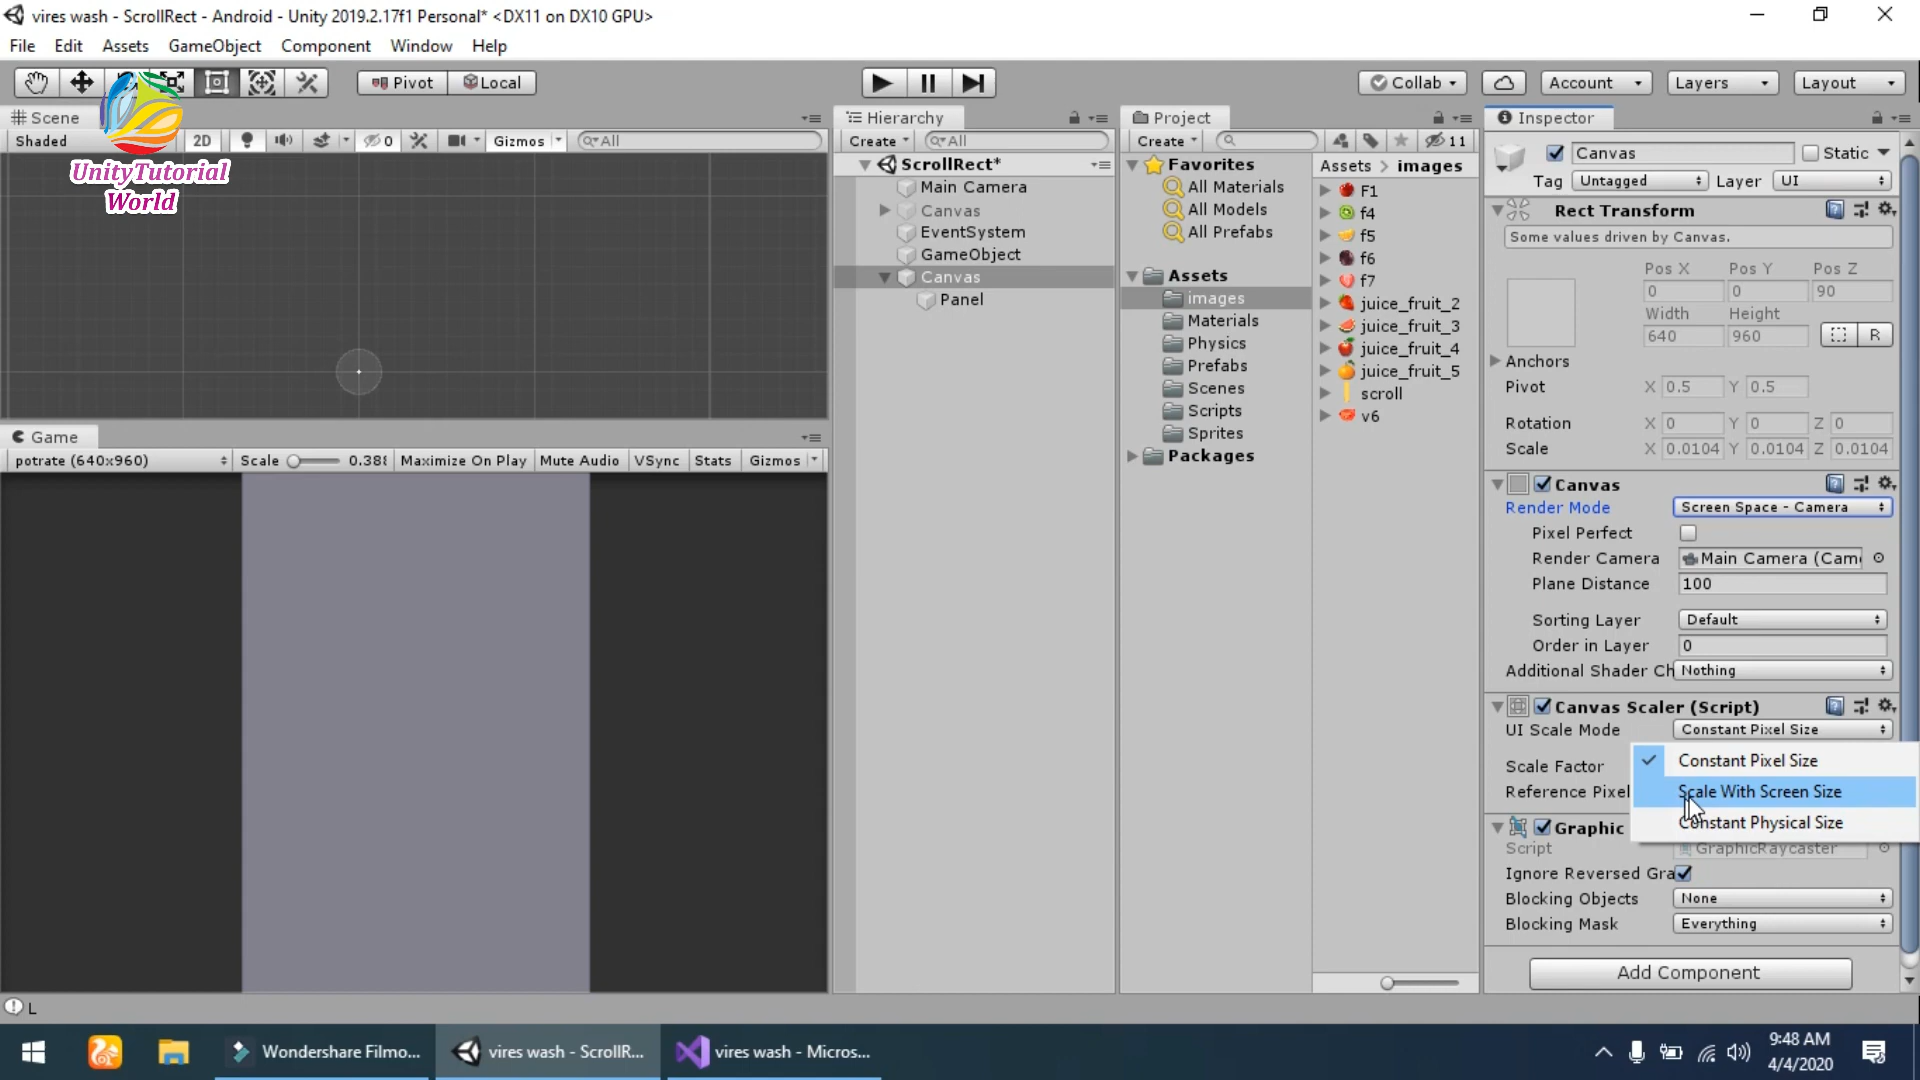 vires wash - ScrollRect - Android - Unity 2019.2.17f1 Personal* <DX11 on DX10 GPU>
File Edit Assets GameObject Component Window Help
Pivot Local
Collab Account Layers Layout
UnityTutorial
World
Scene
Shaded 2D 0 Gizmos All
Game
potrate (640x960) Scale 0.388 Maximize On Play Mute Audio VSync Stats Gizmos
Hierarchy
Create All
ScrollRect*
Main Camera
Canvas
EventSystem
GameObject
Canvas
Panel
Project
Create 11
Favorites
All Materials
All Models
All Prefabs
Assets
images
Materials
Physics
Prefabs
Scenes
Scripts
Sprites
Packages
Assets > images
F1
f4
f5
f6
f7
juice_fruit_2
juice_fruit_3
juice_fruit_4
juice_fruit_5
scroll
v6
Inspector
Canvas Static
Tag Untagged Layer UI
Rect Transform
Some values driven by Canvas.
Pos X Pos Y Pos Z
0 0 90
Width Height
640 960 R
Anchors
Pivot X 0.5 Y 0.5
Rotation X 0 Y 0 Z 0
Scale X 0.0104 Y 0.0104 Z 0.0104
Canvas
Render Mode Screen Space - Camera
Pixel Perfect
Render Camera Main Camera (Cam
Plane Distance 100
Sorting Layer Default
Order in Layer 0
Additional Shader Ch Nothing
Canvas Scaler (Script)
UI Scale Mode Constant Pixel Size
Constant Pixel Size
Scale Factor
Scale With Screen Size
Reference Pixel
Constant Physical Size
Graphic
Script GraphicRaycaster
Ignore Reversed Gra
Blocking Objects None
Blocking Mask Everything
Add Component
L
Wondershare Filmo... vires wash - ScrollR... vires wash - Micros...
9:48 AM
4/4/2020